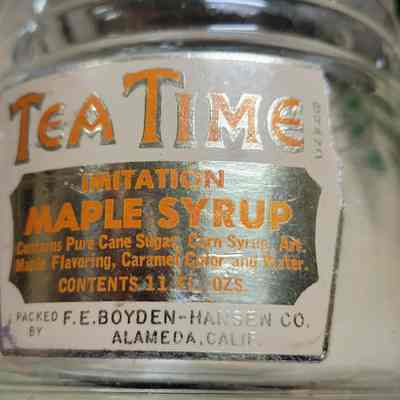 TEA TIME
IMITATION
MAPLE SYRUP
Contains Pure Cane Sugar, Corn Syrup, Art.
Maple Flavoring, Caramel Color and Water.
CONTENTS 11 FL. OZS.
PACKED BY F. E. BOYDEN-HANSEN CO.
ALAMEDA, CALIF.